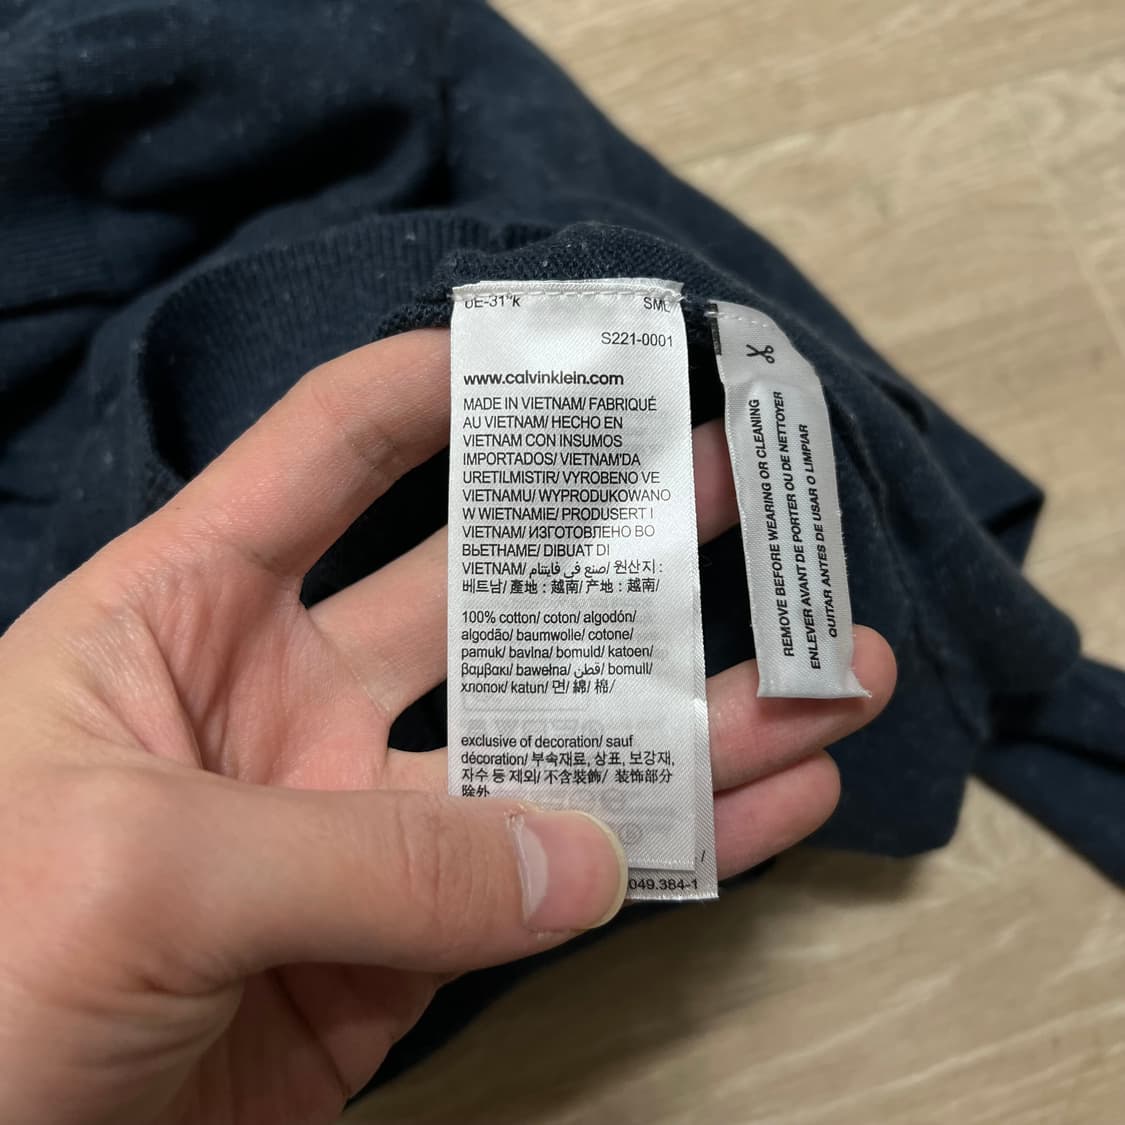 SML
S221-0001
www.calvinklein.com
MADE IN VIETNAM/ FABRIQUÉ
AU VIETNAM/ HECHO EN
VIETNAM CON INSUMOS
IMPORTADOS/ VIETNAM'DA
URETILMISTIR/ VYROBENO VE
VIETNAMU/ WYPRODUKOWANO
W WIETNAMIE/ PRODUSERT I
VIETNAM/ ИЗГОТОВЛЕНО ВО
ВЬЕТНАМЕ/ DIBUAT DI
VIETNAM/ صنع في فايتنام/ 원산지 :
베트남/ 產地 : 越南/ 产地 : 越南/
100% cotton/ coton/ algodón/
algodão/ baumwolle/ cotone/
pamuk/ bavlna/ bomuld/ katoen/
βαμβακι/ bawełna/ قطن/ bomull/
хлопок/ katun/ 면/ 綿/ 棉/
exclusive of decoration/ sauf
décoration/ 부속재료, 상표, 보강재,
자수 등 제외/ 不含裝飾/ 装饰部分
除外
/
049.384-1
REMOVE BEFORE WEARING OR CLEANING
ENLEVER AVANT DE PORTER OU DE NETTOYER
QUITAR ANTES DE USAR O LIMPIAR